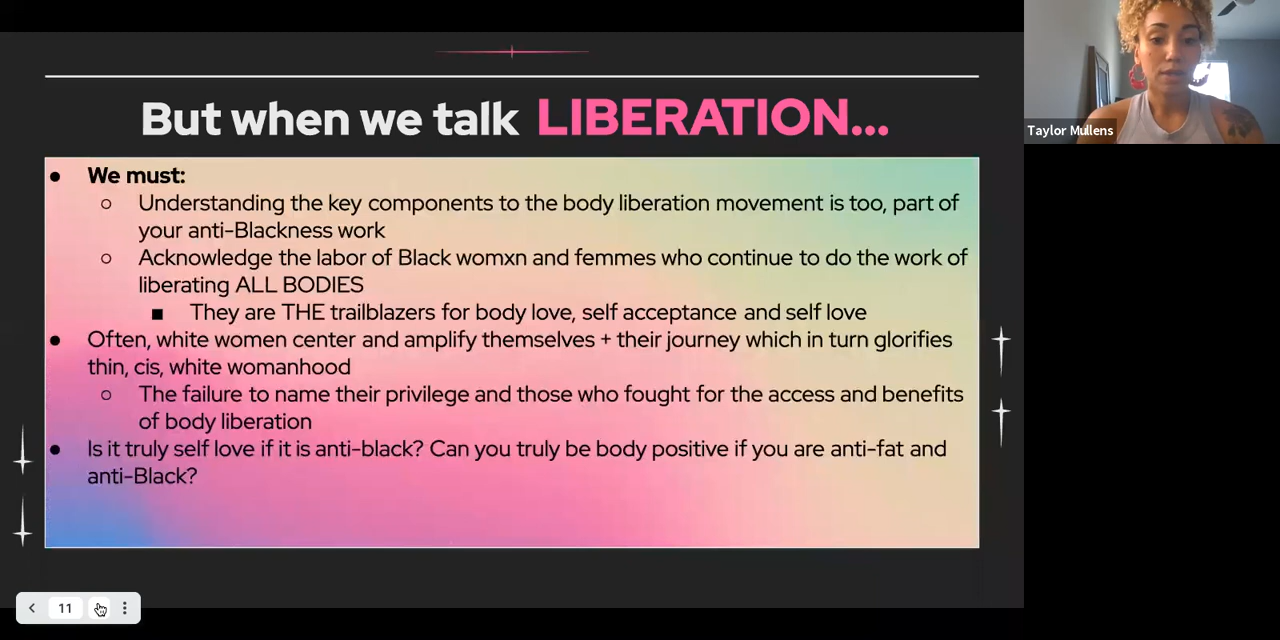 But when we talk LIBERATION...
● We must:
○ Understanding the key components to the body liberation movement is too, part of
your anti-Blackness work
○ Acknowledge the labor of Black womxn and femmes who continue to do the work of
liberating ALL BODIES
■ They are THE trailblazers for body love, self acceptance and self love
● Often, white women center and amplify themselves + their journey which in turn glorifies
thin, cis, white womanhood
○ The failure to name their privilege and those who fought for the access and benefits
of body liberation
● Is it truly self love if it is anti-black? Can you truly be body positive if you are anti-fat and
anti-Black?
Taylor Mullens
11